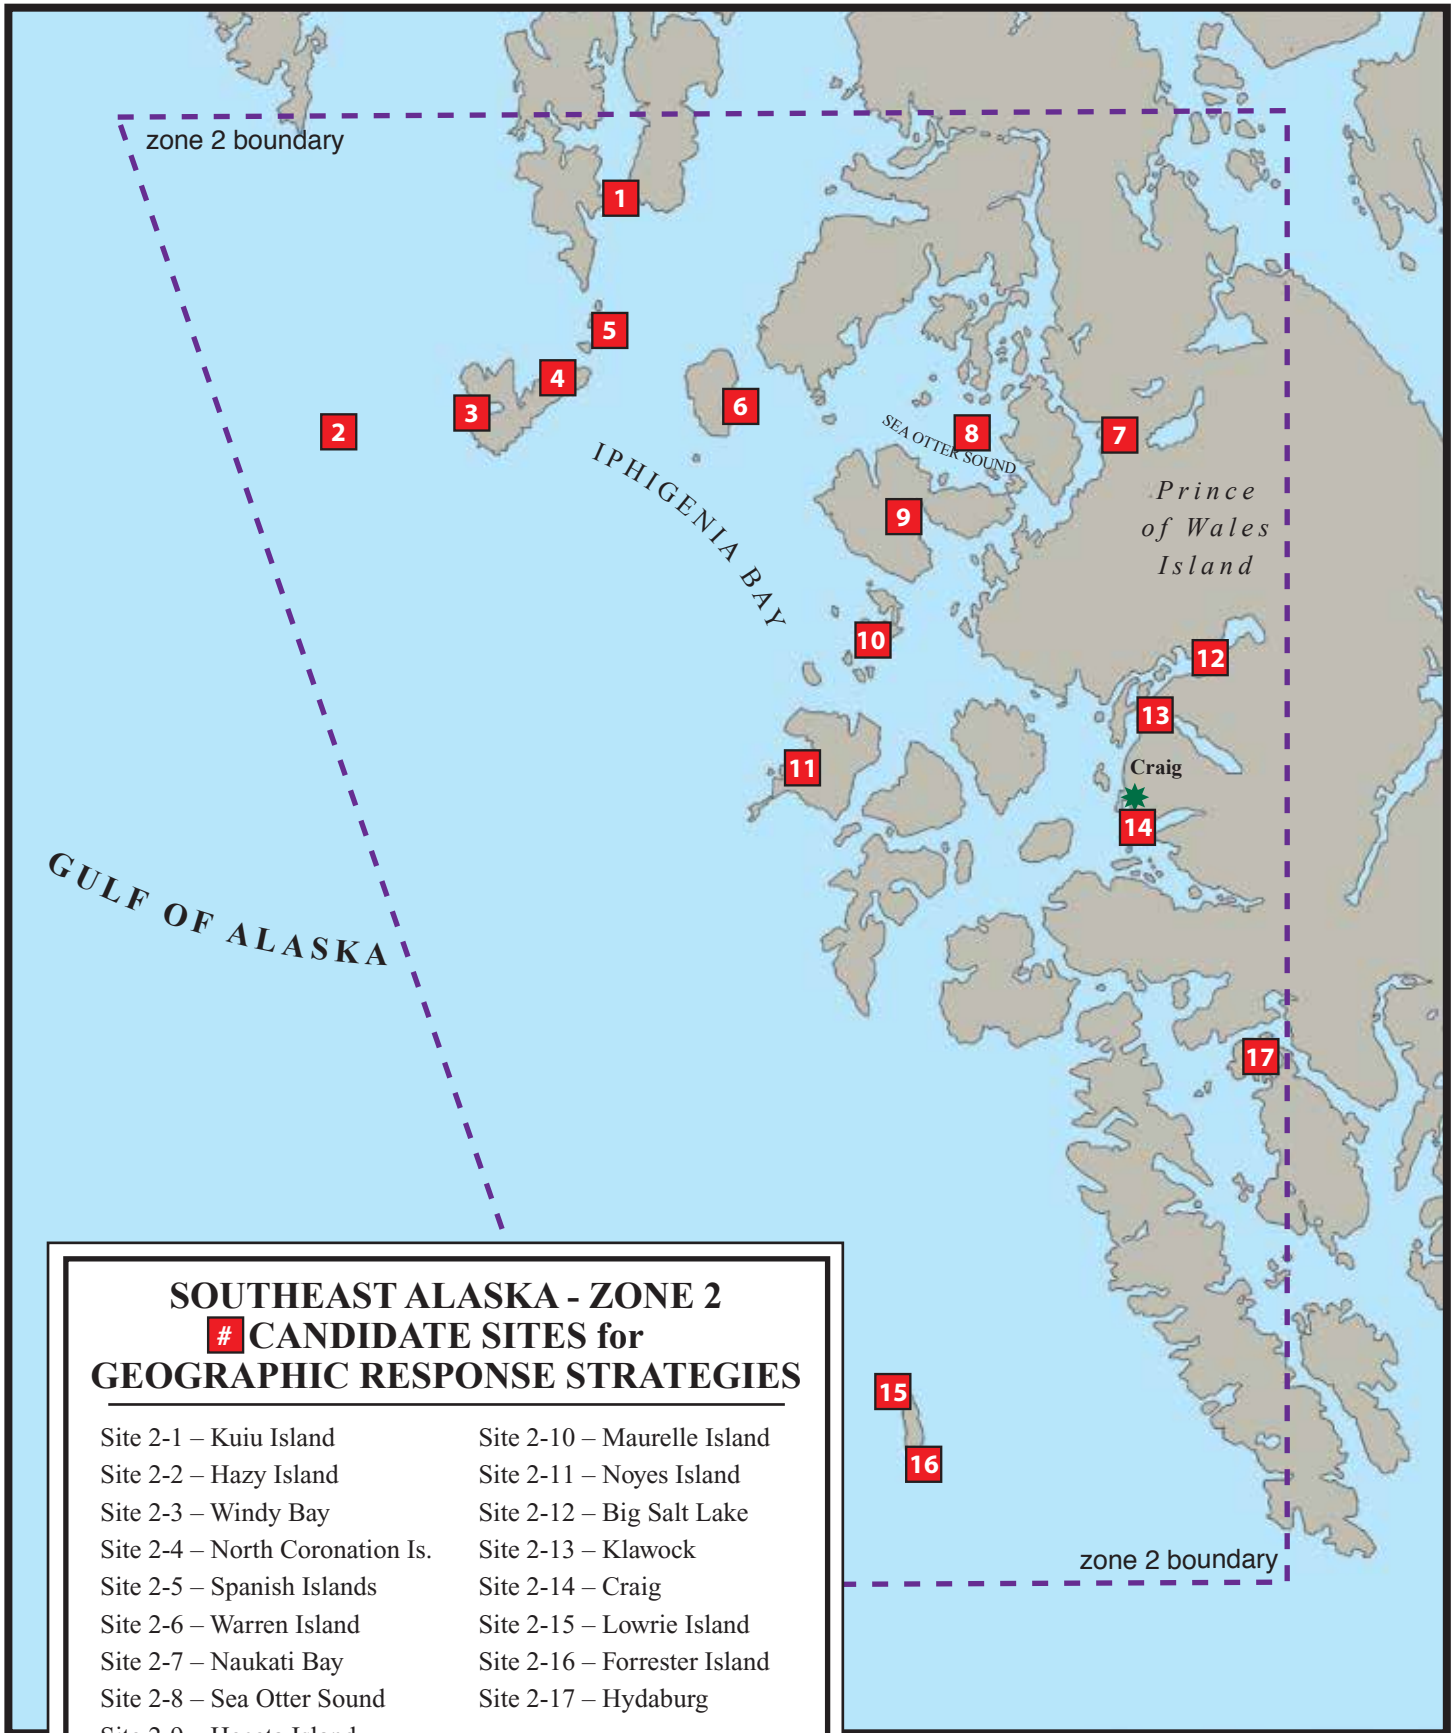 zone 2 boundary
1
5
4
3
6
2
8
7
SEA OTTER SOUND
IPHIGENIA BAY
Prince
of Wales
Island
9
10
12
13
11
Craig
14
GULF OF ALASKA
17
15
16
zone 2 boundary
SOUTHEAST ALASKA - ZONE 2
# CANDIDATE SITES for
GEOGRAPHIC RESPONSE STRATEGIES
Site 2-1 – Kuiu Island
Site 2-2 – Hazy Island
Site 2-3 – Windy Bay
Site 2-4 – North Coronation Is.
Site 2-5 – Spanish Islands
Site 2-6 – Warren Island
Site 2-7 – Naukati Bay
Site 2-8 – Sea Otter Sound
Site 2-10 – Maurelle Island
Site 2-11 – Noyes Island
Site 2-12 – Big Salt Lake
Site 2-13 – Klawock
Site 2-14 – Craig
Site 2-15 – Lowrie Island
Site 2-16 – Forrester Island
Site 2-17 – Hydaburg